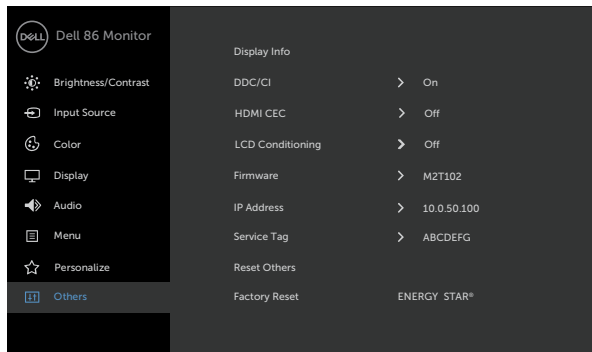 DELL Dell 86 Monitor
Display Info
Brightness/Contrast DDC/CI On
Input Source HDMI CEC Off
Color LCD Conditioning Off
Display Firmware M2T102
Audio IP Address 10.0.50.100
Menu Service Tag ABCDEFG
Personalize Reset Others
Others Factory Reset ENERGY STAR®